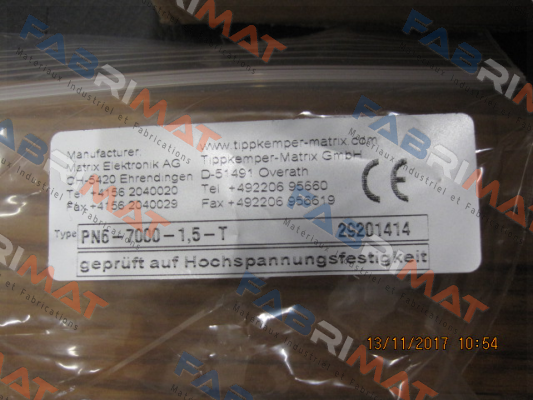 Manufacturer
Matrix Elektronik AG
CH-5420 Ehrendingen
Tel +4156 2040020
Fax +4156 2040029
www.tippkemper-matrix.com
Tippkemper-Matrix GmbH
D-51491 Overath
Tel +492206 95660
Fax +492206 956619
CE
Type PN6-7000-1,5-T 29201414
geprüft auf Hochspannungsfestigkeit
13/11/2017 10:54
FABRIMAT
Materiaux Industriel et Fabrications